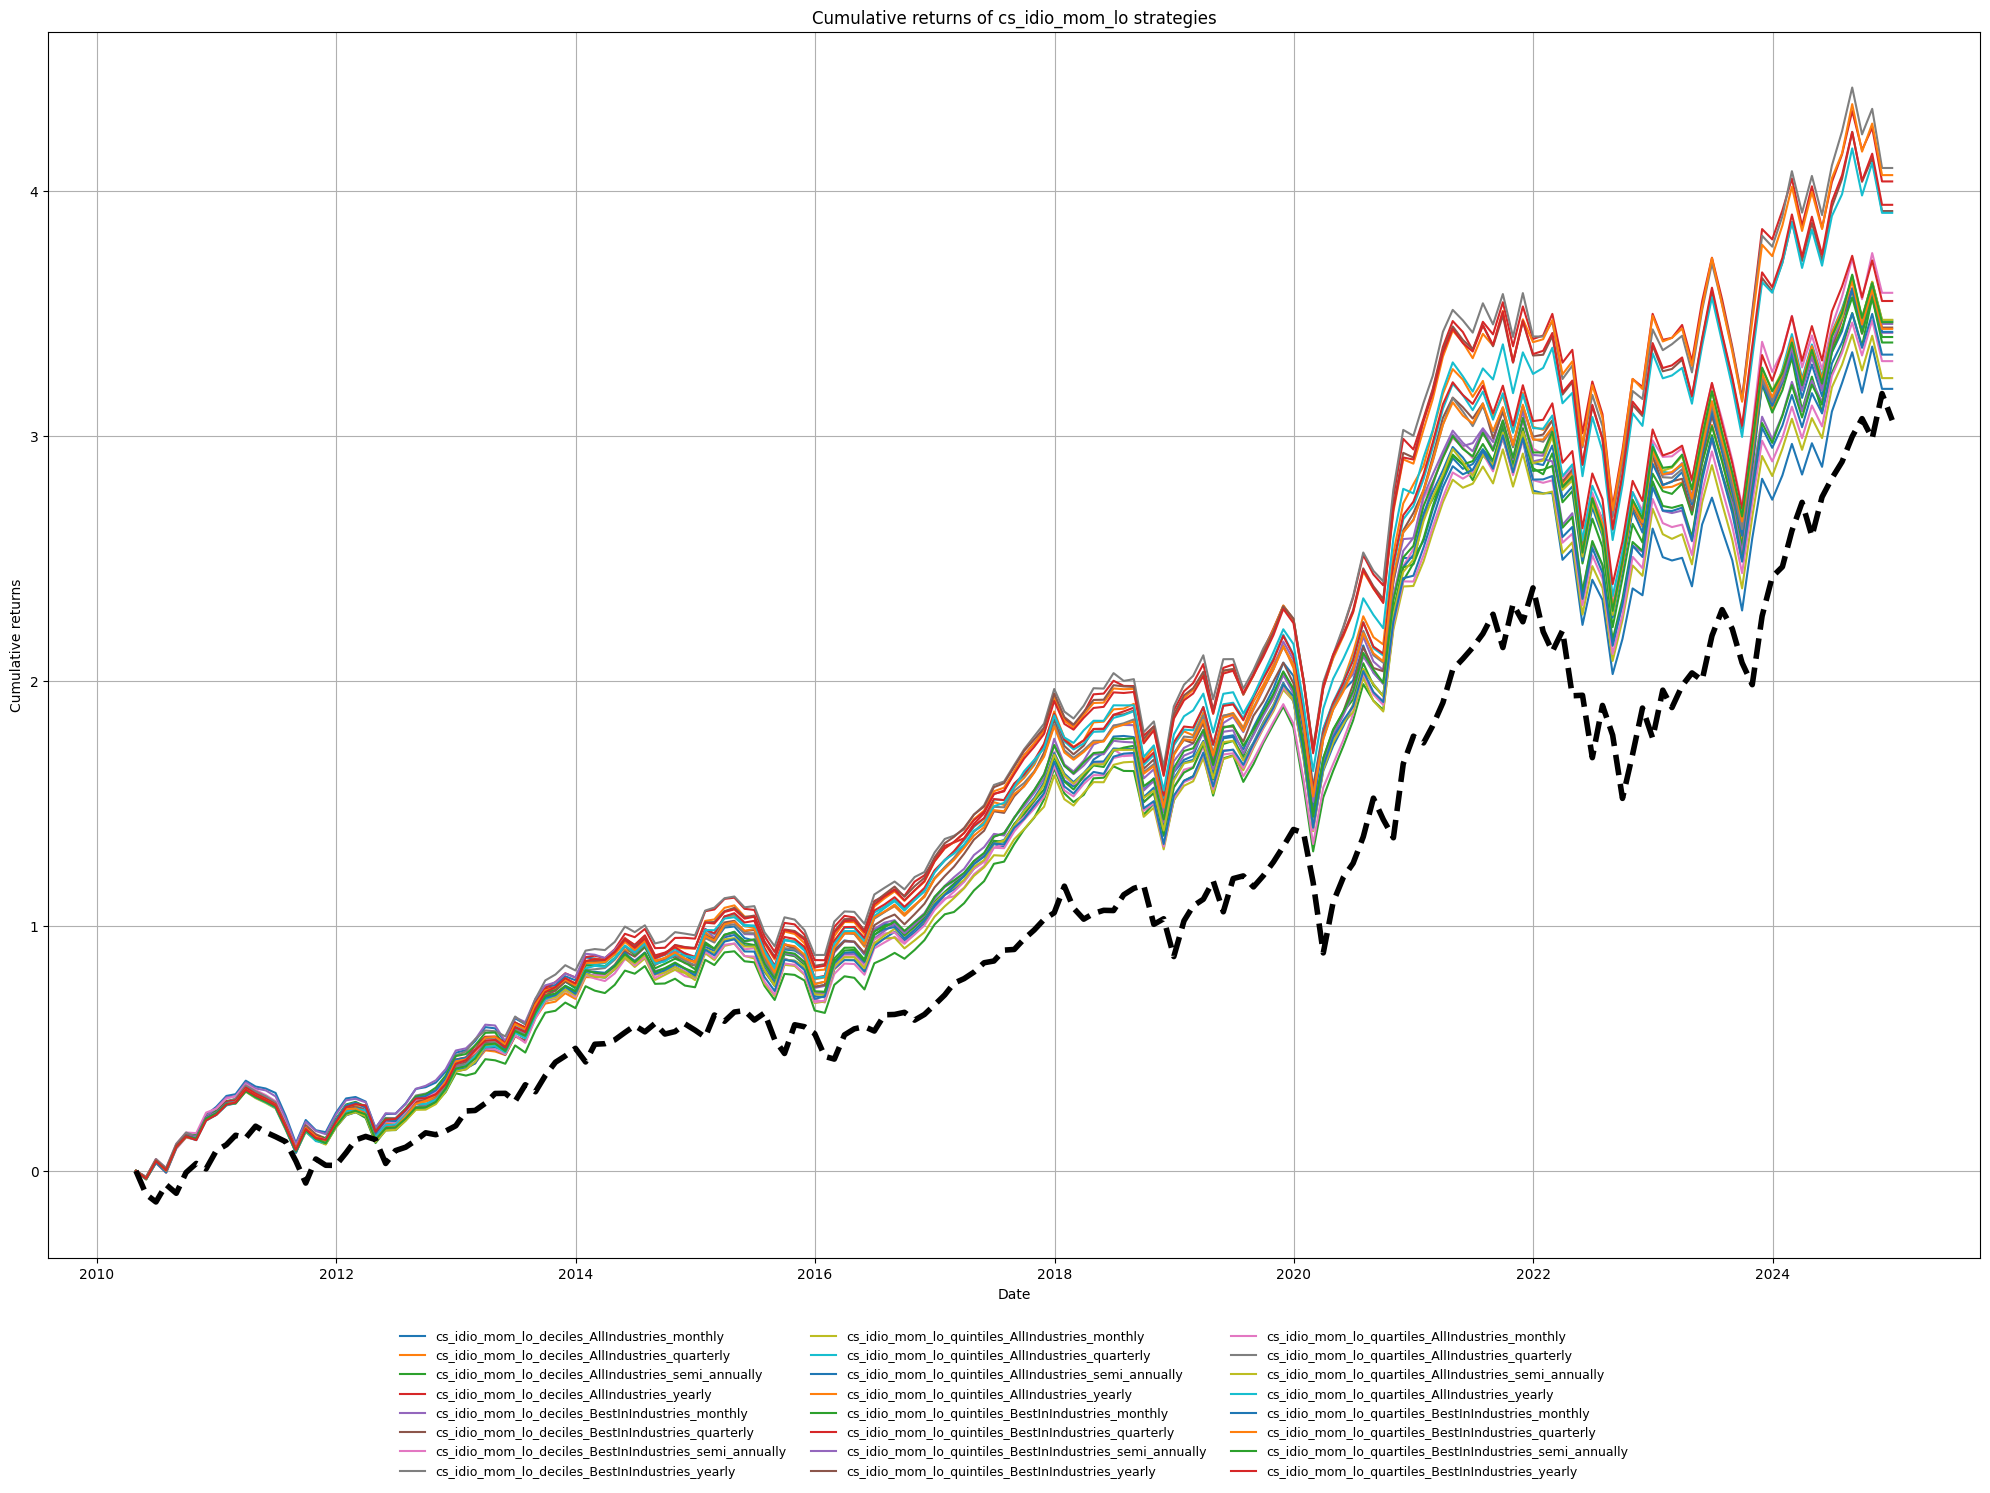 Cumulative returns of cs_idio_mom_lo strategies
Cumulative returns
4
3
2
1
0
2010 2012 2014 2016 2018 2020 2022 2024
Date
cs_idio_mom_lo_deciles_AllIndustries_monthly
cs_idio_mom_lo_deciles_AllIndustries_quarterly
cs_idio_mom_lo_deciles_AllIndustries_semi_annually
cs_idio_mom_lo_deciles_AllIndustries_yearly
cs_idio_mom_lo_deciles_BestInIndustries_monthly
cs_idio_mom_lo_deciles_BestInIndustries_quarterly
cs_idio_mom_lo_deciles_BestInIndustries_semi_annually
cs_idio_mom_lo_deciles_BestInIndustries_yearly
cs_idio_mom_lo_quintiles_AllIndustries_monthly
cs_idio_mom_lo_quintiles_AllIndustries_quarterly
cs_idio_mom_lo_quintiles_AllIndustries_semi_annually
cs_idio_mom_lo_quintiles_AllIndustries_yearly
cs_idio_mom_lo_quintiles_BestInIndustries_monthly
cs_idio_mom_lo_quintiles_BestInIndustries_quarterly
cs_idio_mom_lo_quintiles_BestInIndustries_semi_annually
cs_idio_mom_lo_quintiles_BestInIndustries_yearly
cs_idio_mom_lo_quartiles_AllIndustries_monthly
cs_idio_mom_lo_quartiles_AllIndustries_quarterly
cs_idio_mom_lo_quartiles_AllIndustries_semi_annually
cs_idio_mom_lo_quartiles_AllIndustries_yearly
cs_idio_mom_lo_quartiles_BestInIndustries_monthly
cs_idio_mom_lo_quartiles_BestInIndustries_quarterly
cs_idio_mom_lo_quartiles_BestInIndustries_semi_annually
cs_idio_mom_lo_quartiles_BestInIndustries_yearly